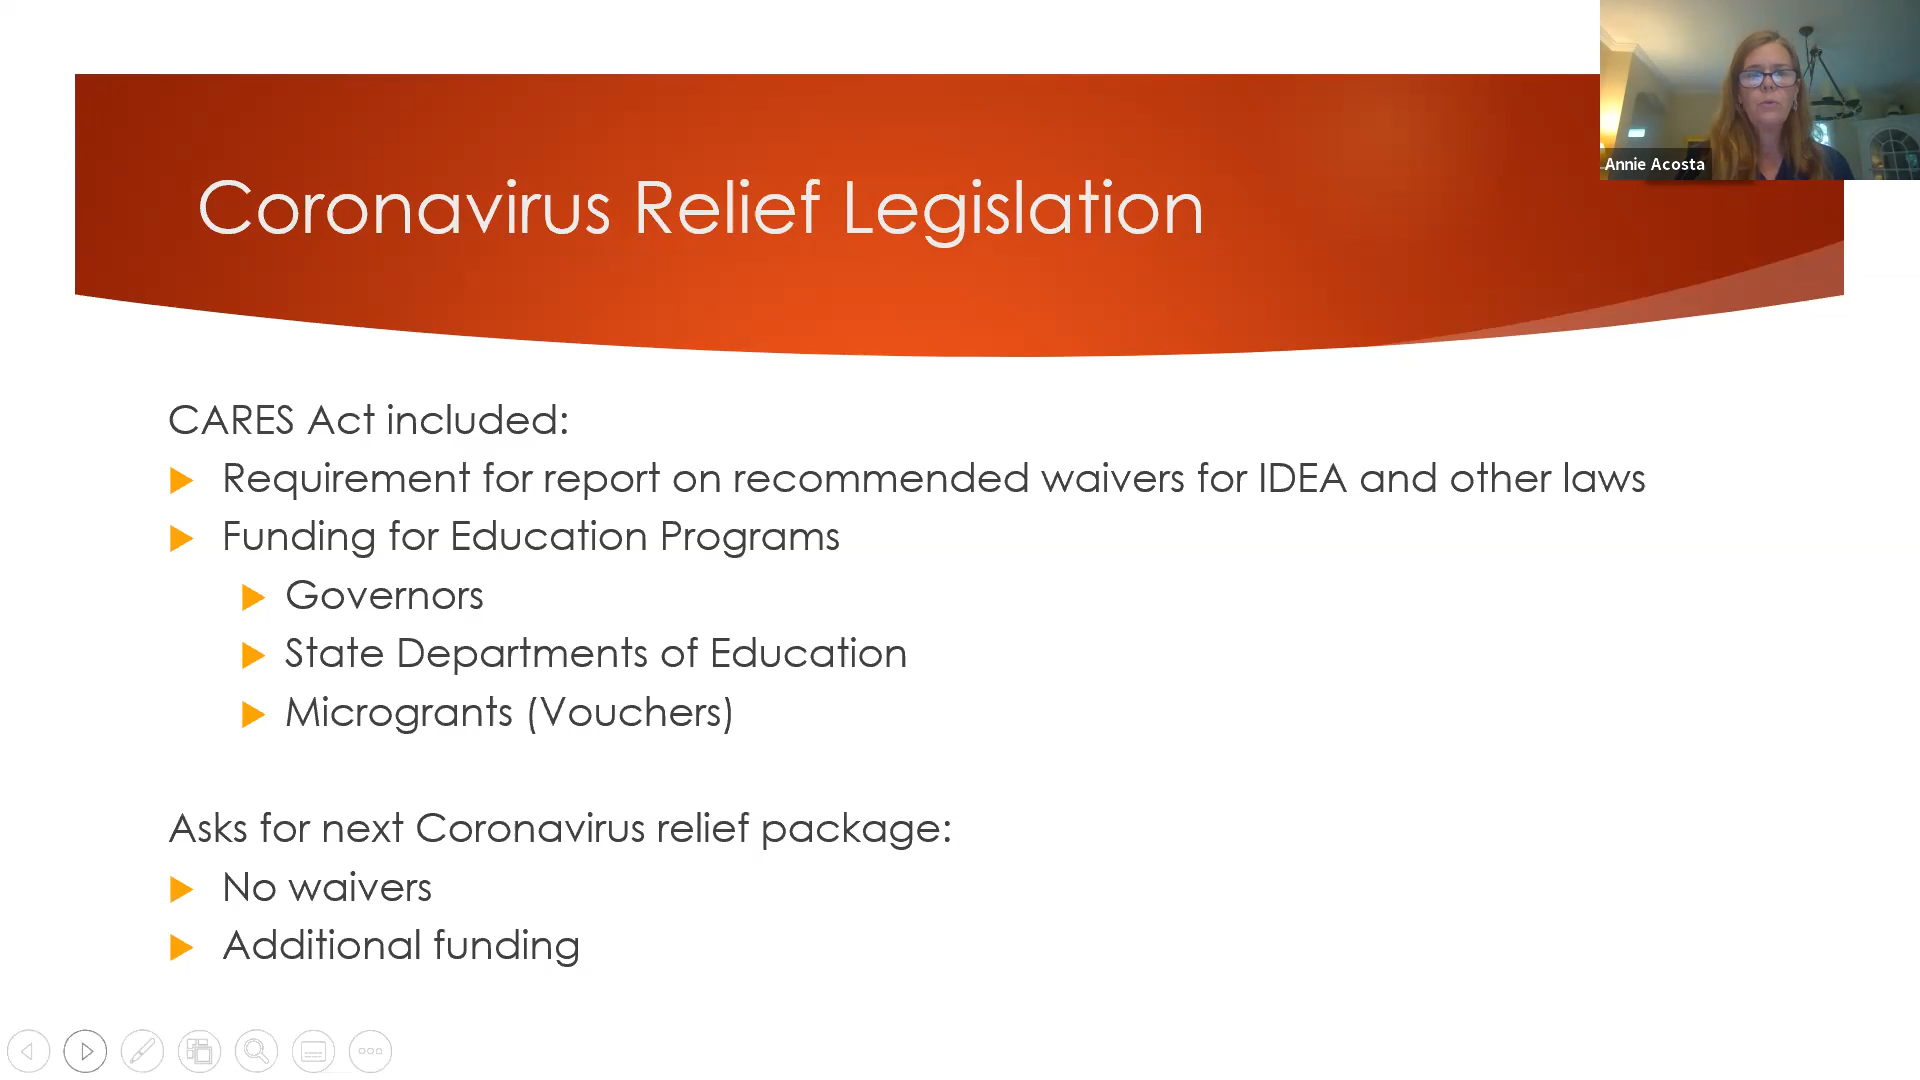 Annie Acosta
Coronavirus Relief Legislation
CARES Act included:
Requirement for report on recommended waivers for IDEA and other laws
Funding for Education Programs
Governors
State Departments of Education
Microgrants (Vouchers)
Asks for next Coronavirus relief package:
No waivers
Additional funding